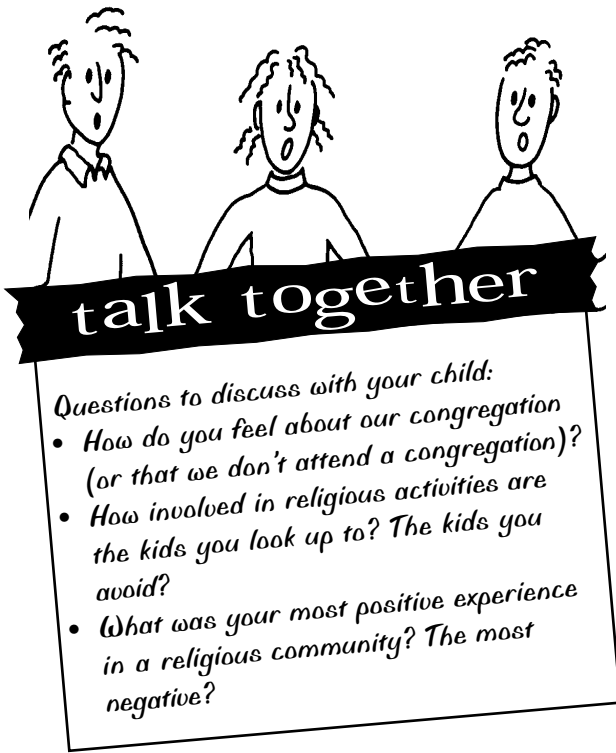 talk together
Questions to discuss with your child:
• How do you feel about our congregation
(or that we don't attend a congregation)?
• How involved in religious activities are
the kids you look up to? The kids you
avoid?
• What was your most positive experience
in a religious community? The most
negative?